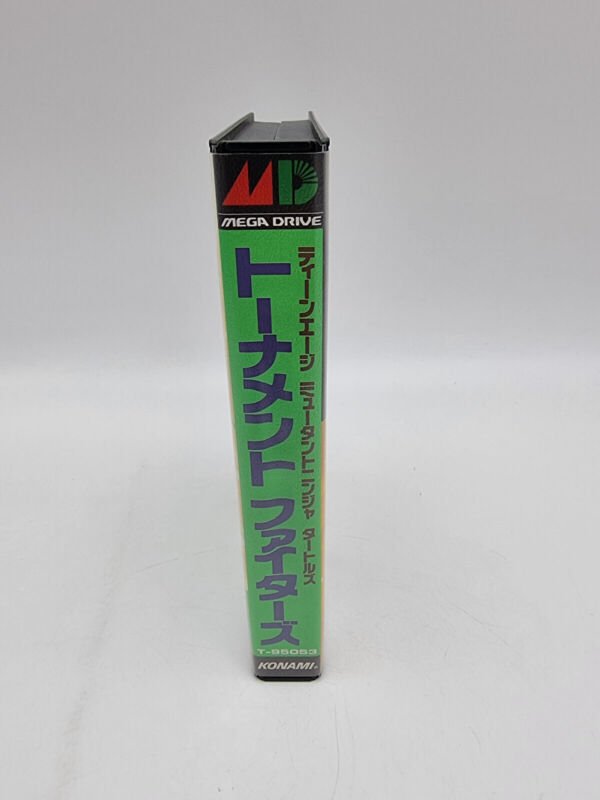 MD
MEGA DRIVE
ティーンエージ ミュータント ニンジャ タートルズ
トーナメント ファイターズ
T-95053
KONAMI